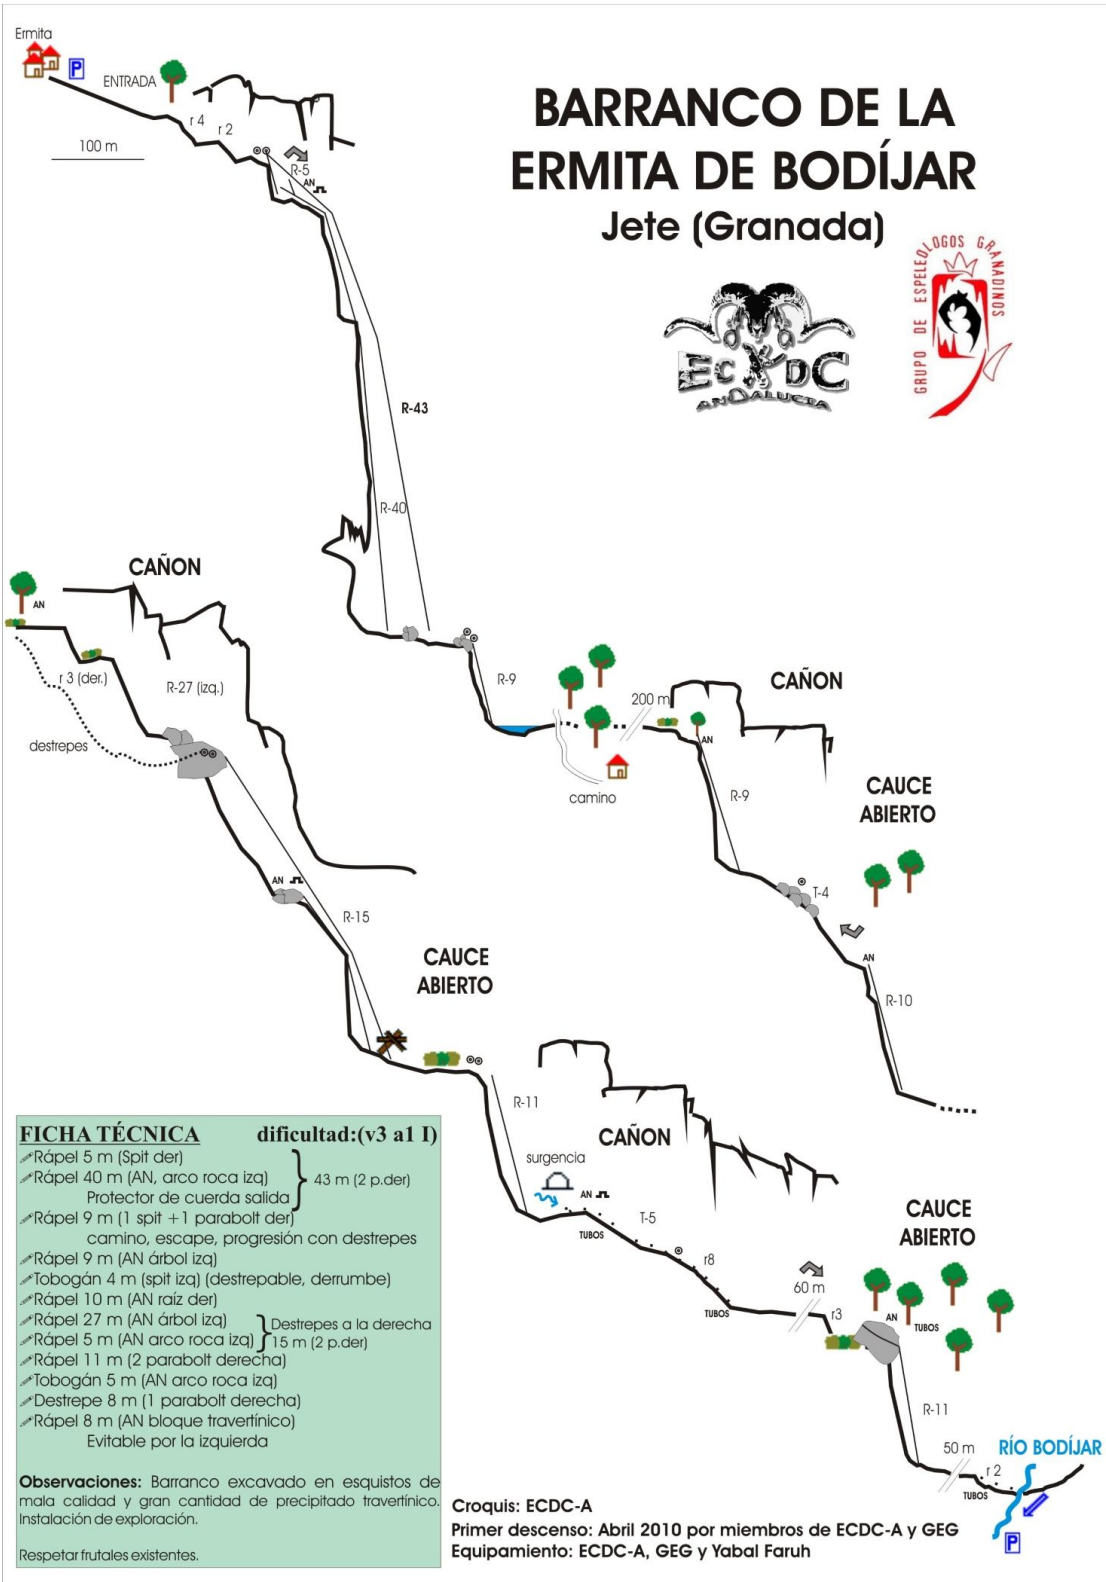 Ermita
P
ENTRADA
r 4
r 2
100 m
R-5
AN
BARRANCO DE LA
ERMITA DE BODÍJAR
Jete (Granada)
GRUPO DE ESPELEOLOGOS GRANADINOS
ECDC
ANDALUCIA
R-43
R-40
CAÑON
AN
r 3 (der.)
R-27 (izq.)
destrepes
R-9
200 m
CAÑON
AN
camino
R-9
CAUCE
ABIERTO
T-4
AN
R-10
AN
R-15
CAUCE
ABIERTO
R-11
CAÑON
surgencia
AN
T-5
TUBOS
r8
TUBOS
60 m
r3
CAUCE
ABIERTO
AN
TUBOS
R-11
50 m
RÍO BODÍJAR
r 2
TUBOS
P
FICHA TÉCNICA dificultad:(v3 a1 I)
Rápel 5 m (Spit der)
Rápel 40 m (AN, arco roca izq)
43 m (2 p.der)
Protector de cuerda salida
Rápel 9 m (1 spit +1 parabolt der)
camino, escape, progresión con destrepes
Rápel 9 m (AN árbol izq)
Tobogán 4 m (spit izq) (destrepable, derrumbe)
Rápel 10 m (AN raíz der)
Rápel 27 m (AN árbol izq)
Destrepes a la derecha
Rápel 5 m (AN arco roca izq)
15 m (2 p.der)
Rápel 11 m (2 parabolt derecha)
Tobogán 5 m (AN arco roca izq)
Destrepe 8 m (1 parabolt derecha)
Rápel 8 m (AN bloque travertínico)
Evitable por la izquierda
Observaciones: Barranco excavado en esquistos de
mala calidad y gran cantidad de precipitado travertínico.
Instalación de exploración.
Respetar frutales existentes.
Croquis: ECDC-A
Primer descenso: Abril 2010 por miembros de ECDC-A y GEG
Equipamiento: ECDC-A, GEG y Yabal Faruh